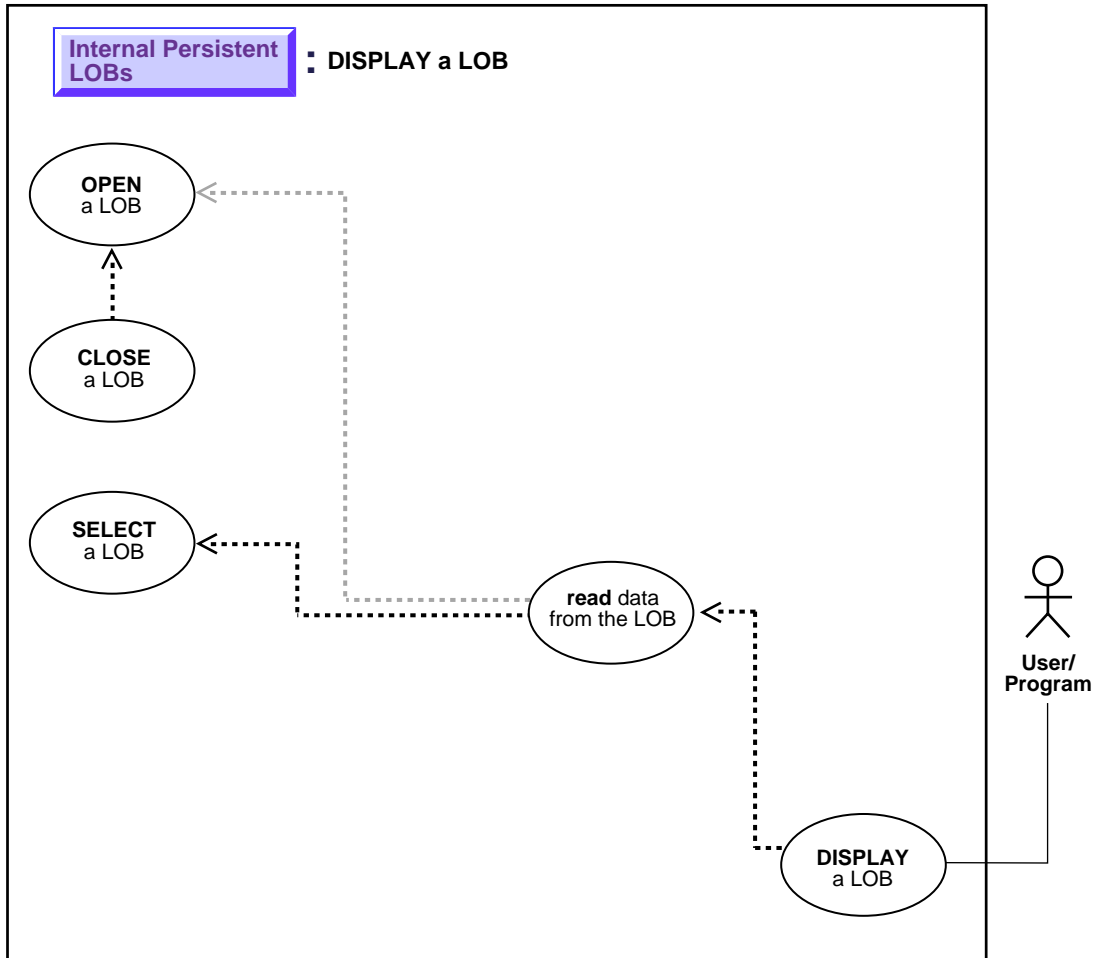 Internal Persistent
LOBs
: DISPLAY a LOB
OPEN
a LOB
CLOSE
a LOB
SELECT
a LOB
read data
from the LOB
User/
Program
DISPLAY
a LOB